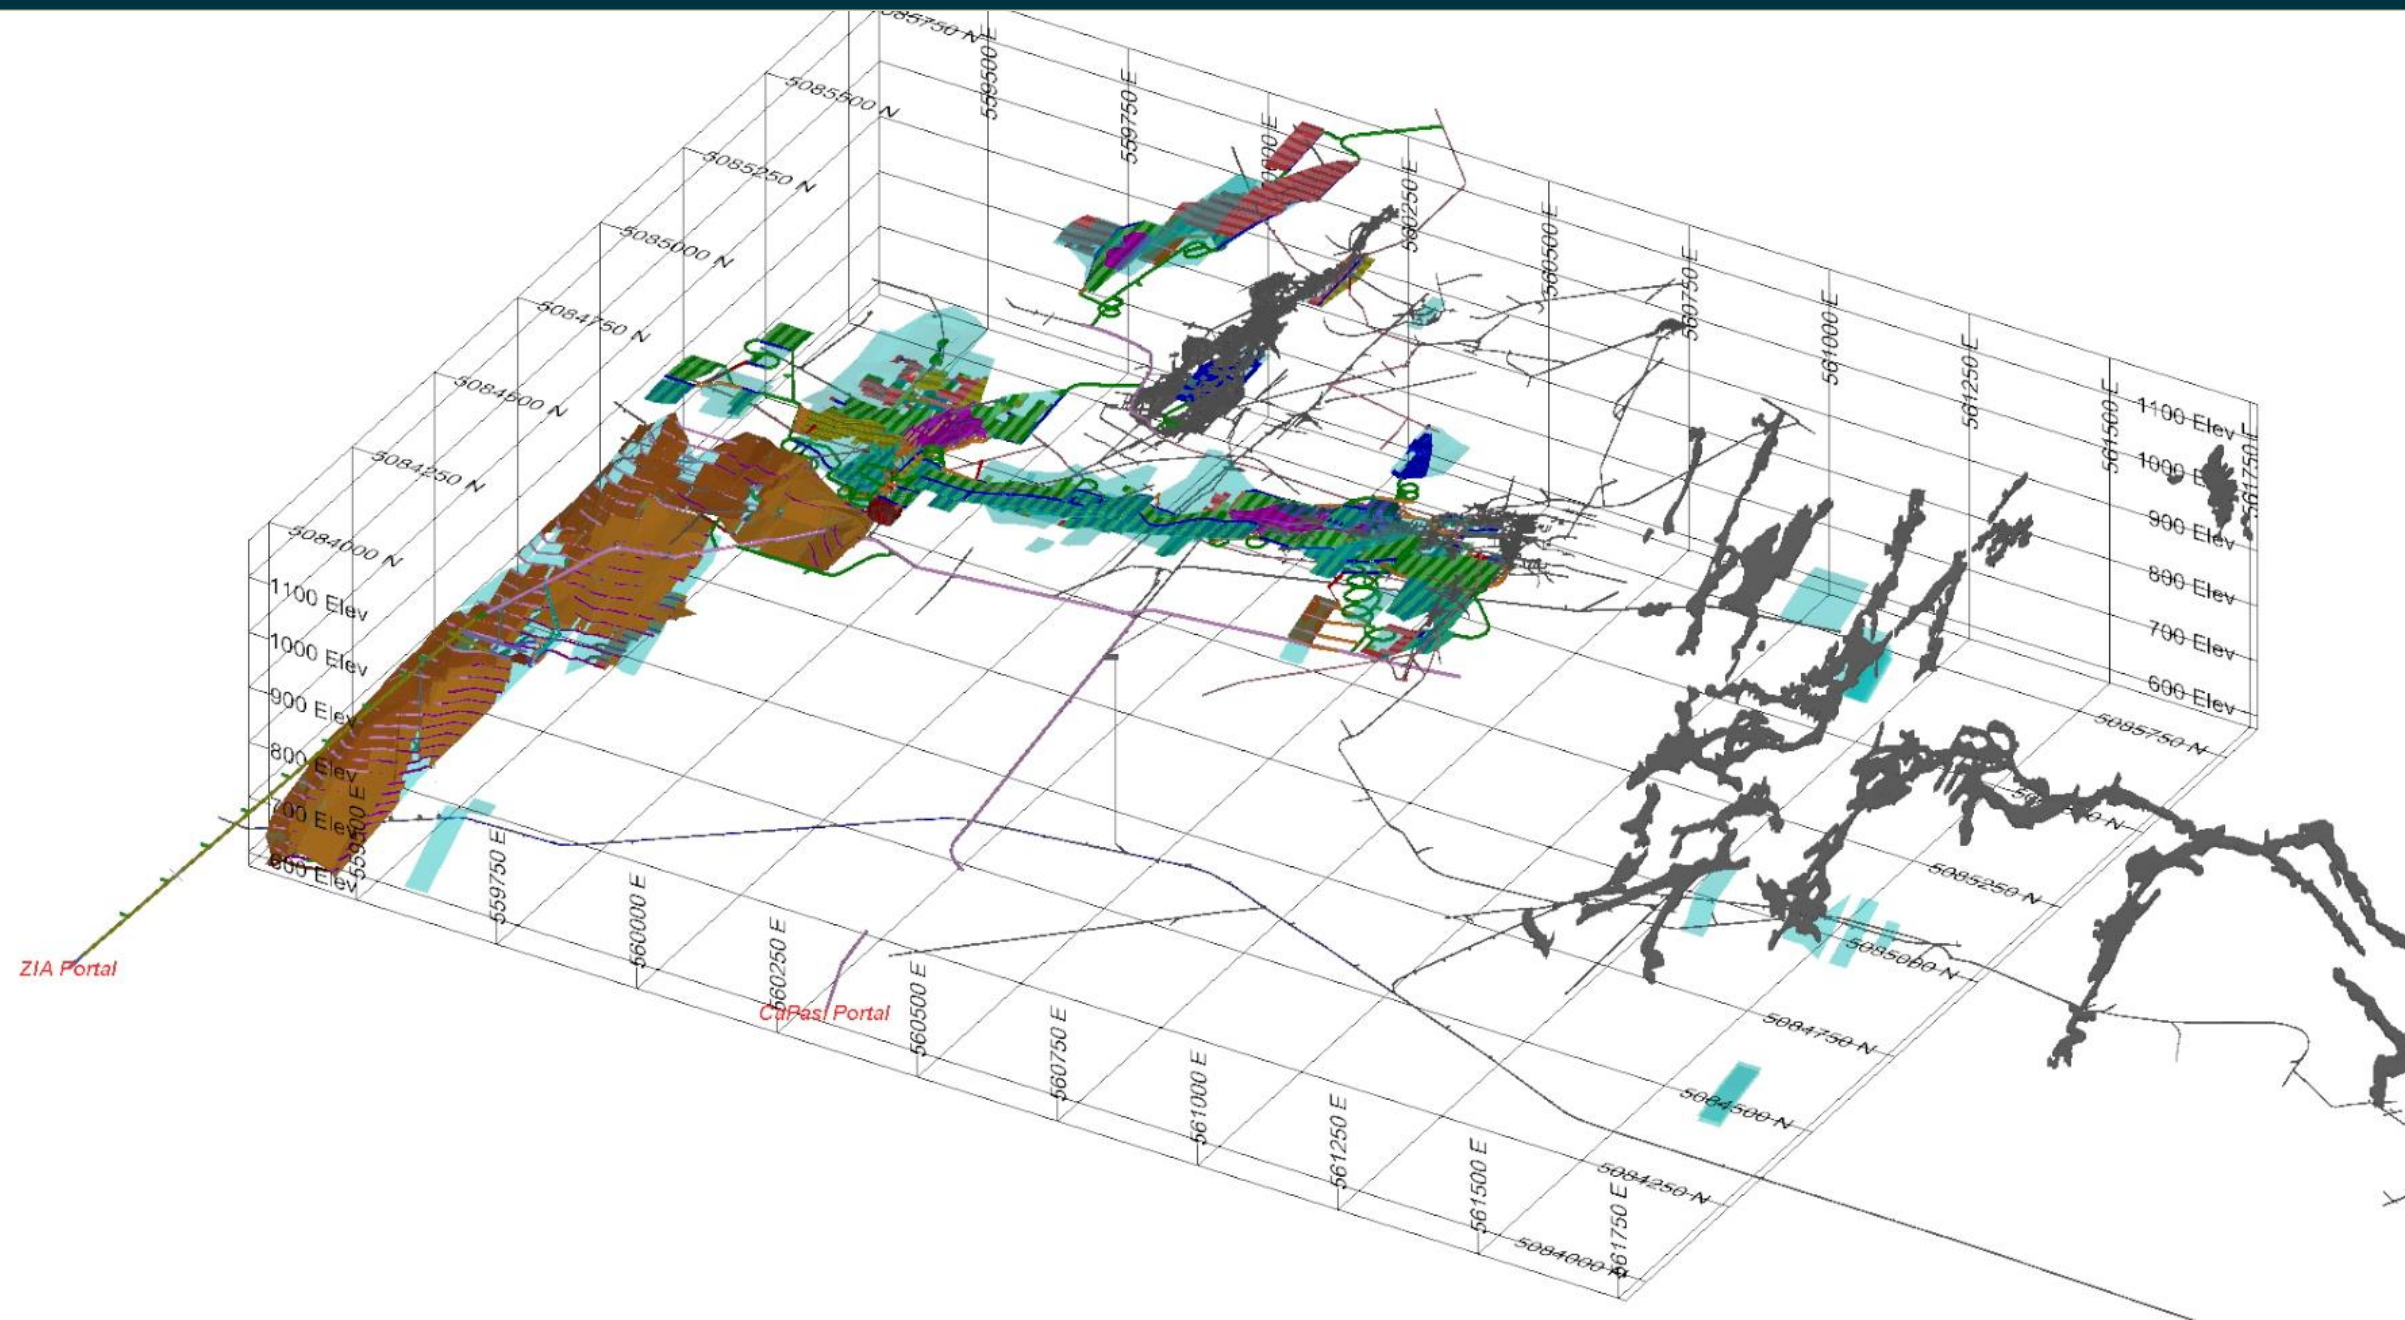 5085750 N
5085500 N
5085250 N
5085000 N
5084750 N
5084500 N
5084250 N
5084000 N
559500 E
559750 E
560250 E
560500 E
560750 E
561000 E
561250 E
561500 E
561750 E
1100 Elev
1000 Elev
900 Elev
800 Elev
700 Elev
600 Elev
1100 Elev
1000 E
900 Elev
800 Elev
700 Elev
600 Elev
5085750 N
5085250 N
5085000 N
5084750 N
5084500 N
5084250 N
5084000 N
559500 E
559750 E
560000 E
560250 E
560500 E
560750 E
561000 E
561250 E
561500 E
561750 E
ZIA Portal
CaPasi Portal